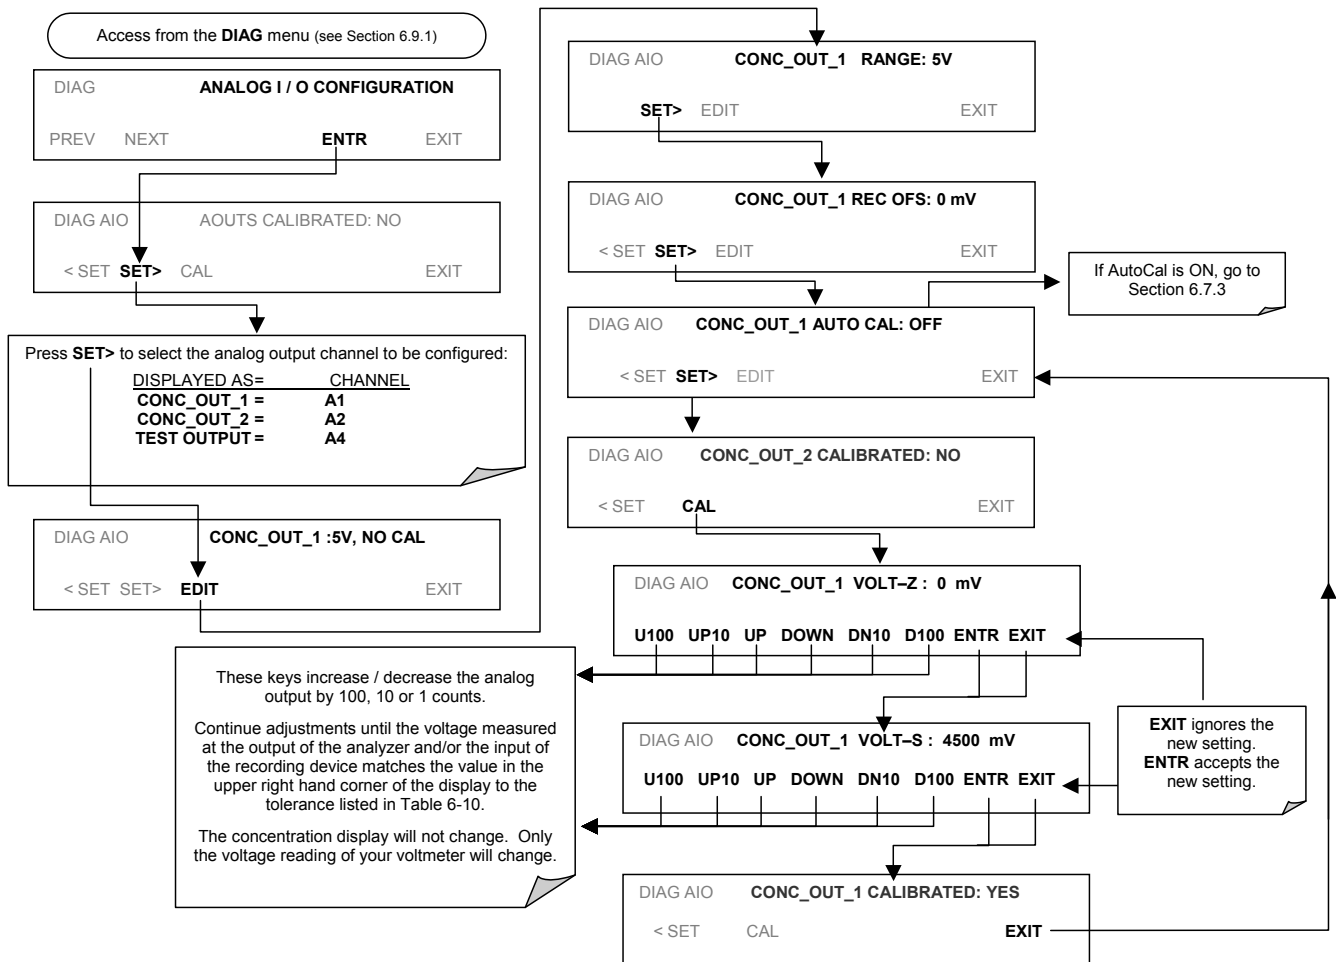 Access from the DIAG menu (see Section 6.9.1)
DIAG ANALOG I / O CONFIGURATION
PREV NEXT ENTR EXIT
DIAG AIO AOUTS CALIBRATED: NO
< SET SET> CAL EXIT
Press SET> to select the analog output channel to be configured:
DISPLAYED AS= CHANNEL
CONC_OUT_1 = A1
CONC_OUT_2 = A2
TEST OUTPUT = A4
DIAG AIO CONC_OUT_1 :5V, NO CAL
< SET SET> EDIT EXIT
These keys increase / decrease the analog
output by 100, 10 or 1 counts.
Continue adjustments until the voltage measured
at the output of the analyzer and/or the input of
the recording device matches the value in the
upper right hand corner of the display to the
tolerance listed in Table 6-10.
The concentration display will not change. Only
the voltage reading of your voltmeter will change.
DIAG AIO CONC_OUT_1 RANGE: 5V
SET> EDIT EXIT
DIAG AIO CONC_OUT_1 REC OFS: 0 mV
< SET SET> EDIT EXIT
If AutoCal is ON, go to
Section 6.7.3
DIAG AIO CONC_OUT_1 AUTO CAL: OFF
< SET SET> EDIT EXIT
DIAG AIO CONC_OUT_2 CALIBRATED: NO
< SET CAL EXIT
DIAG AIO CONC_OUT_1 VOLT–Z : 0 mV
U100 UP10 UP DOWN DN10 D100 ENTR EXIT
DIAG AIO CONC_OUT_1 VOLT–S : 4500 mV
U100 UP10 UP DOWN DN10 D100 ENTR EXIT
EXIT ignores the
new setting.
ENTR accepts the
new setting.
DIAG AIO CONC_OUT_1 CALIBRATED: YES
< SET CAL EXIT